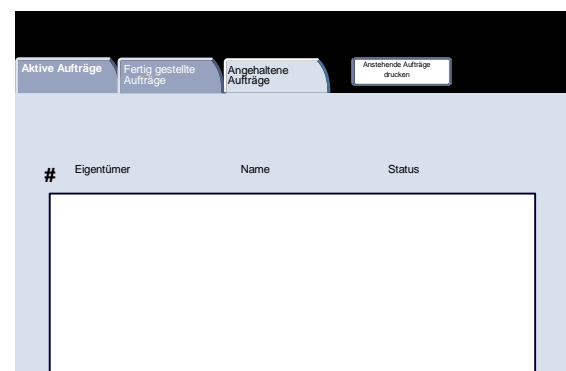 Aktive Aufträge
Fertig gestellte
Aufträge
Angehaltene
Aufträge
Anstehende Aufträge
drucken
# Eigentümer Name Status